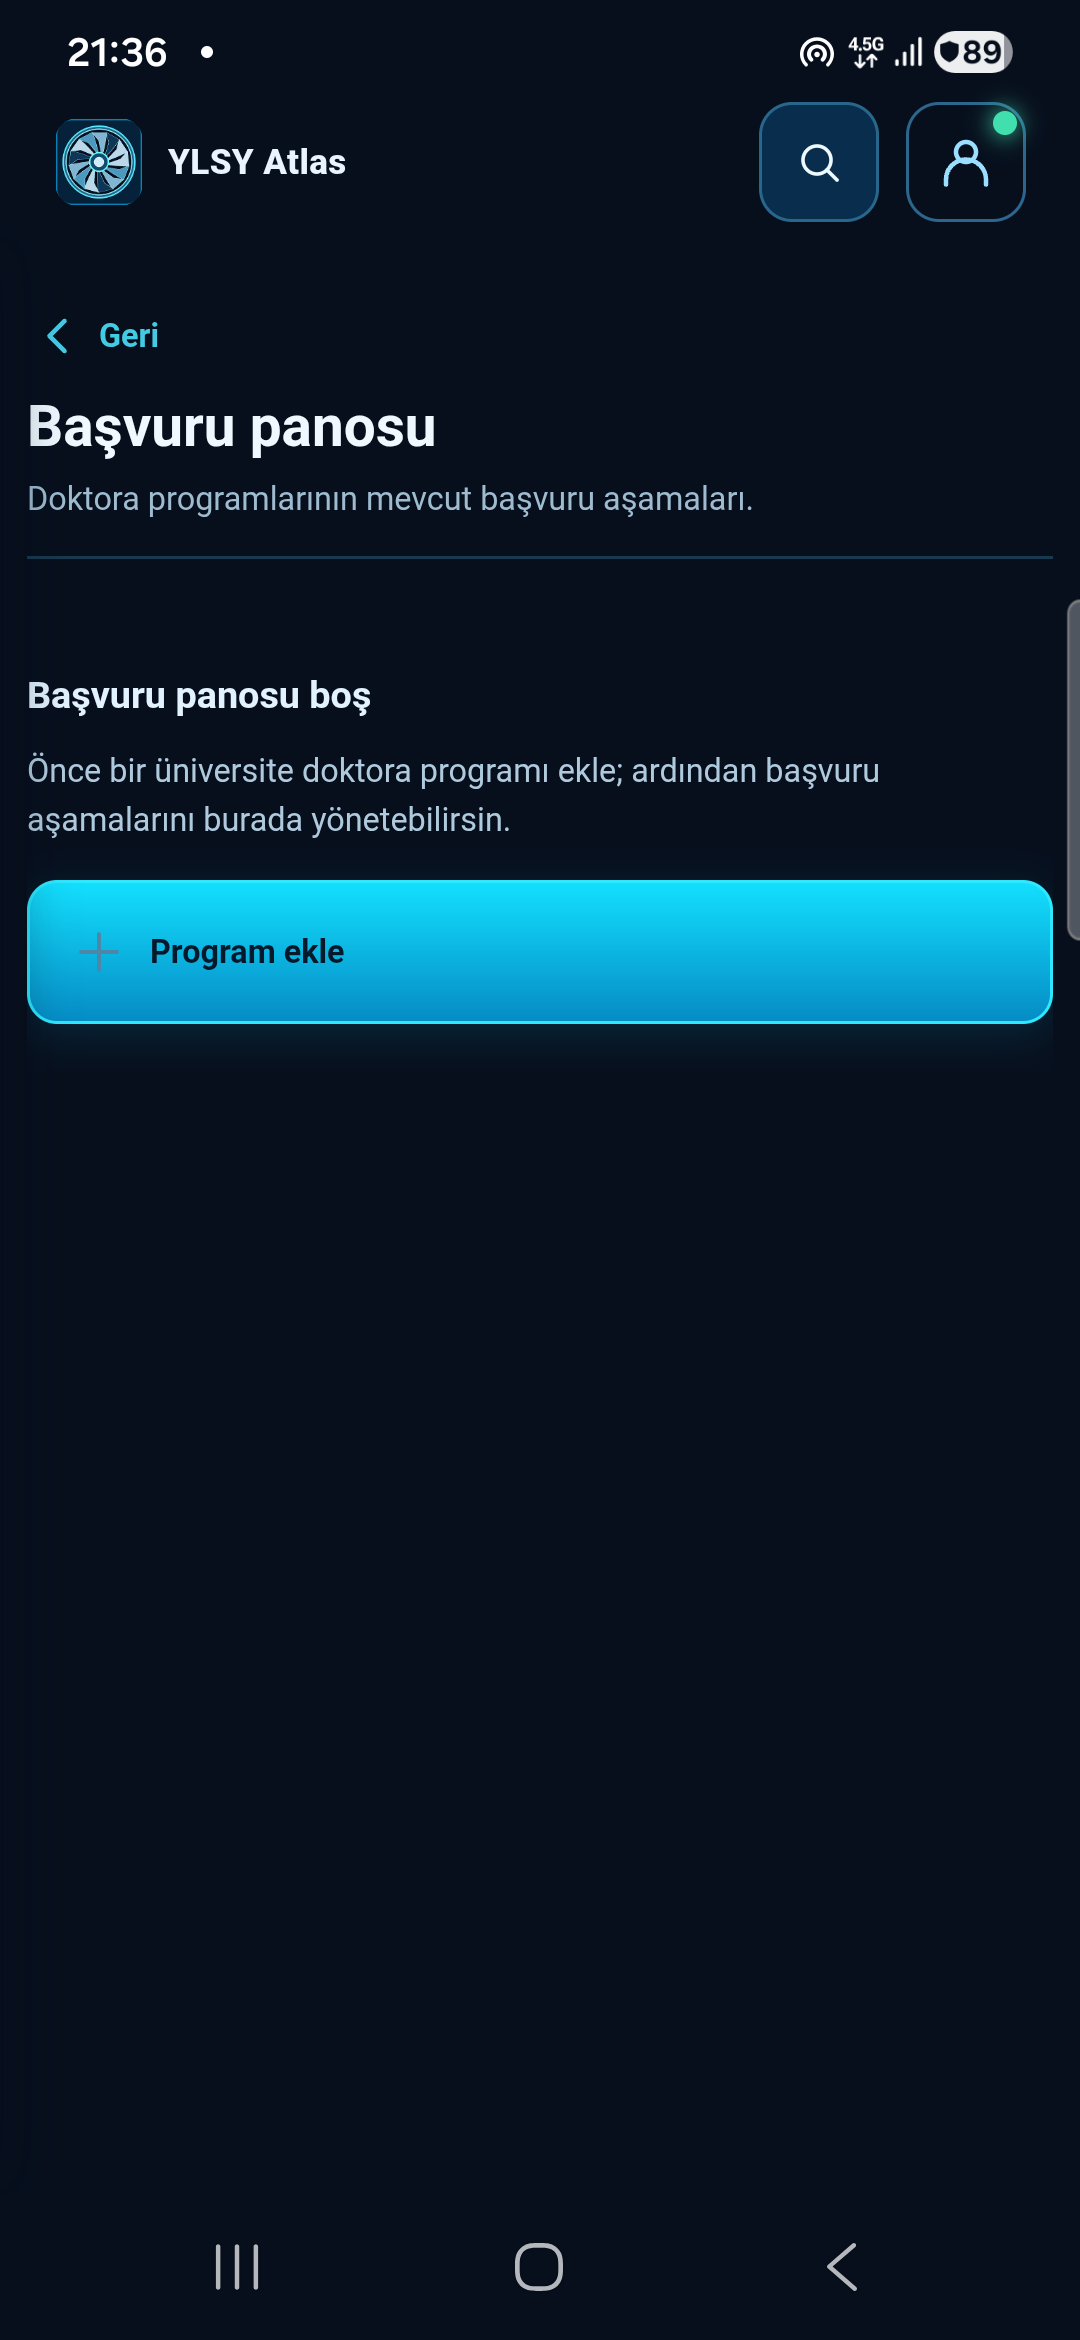 21:36
4.5G
89
YLSY Atlas
Geri
Başvuru panosu
Doktora programlarının mevcut başvuru aşamaları.
Başvuru panosu boş
Önce bir üniversite doktora programı ekle; ardından başvuru
aşamalarını burada yönetebilirsin.
Program ekle